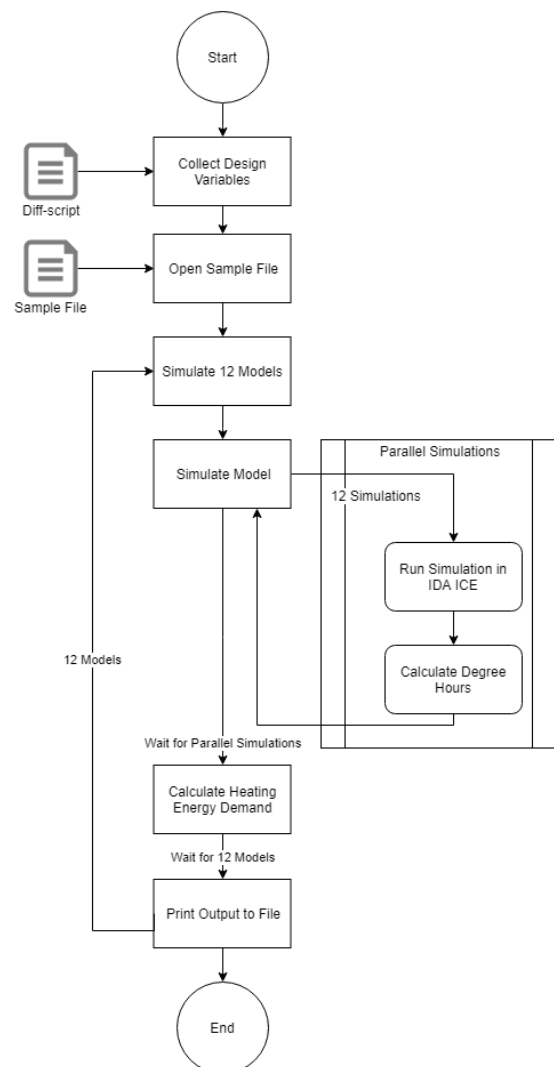 Start
Collect Design
Variables
Diff-script
Open Sample File
Sample File
Simulate 12 Models
Simulate Model
Parallel Simulations
12 Simulations
Run Simulation in
IDA ICE
Calculate Degree
Hours
12 Models
Wait for Parallel Simulations
Calculate Heating
Energy Demand
Wait for 12 Models
Print Output to File
End